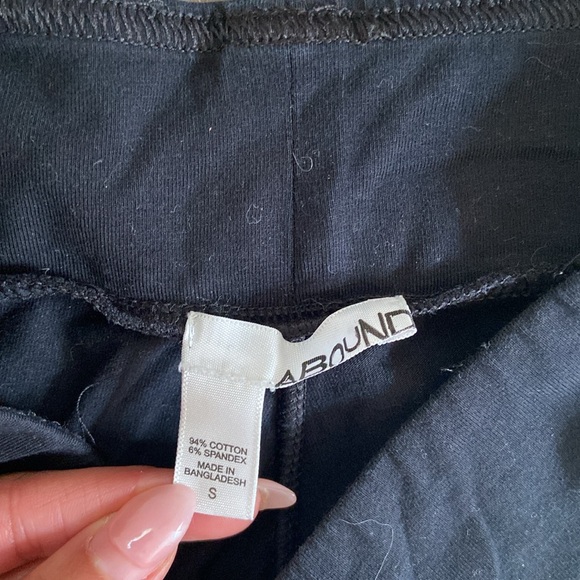 ABOUND
94% COTTON
6% SPANDEX
MADE IN
BANGLADESH
S